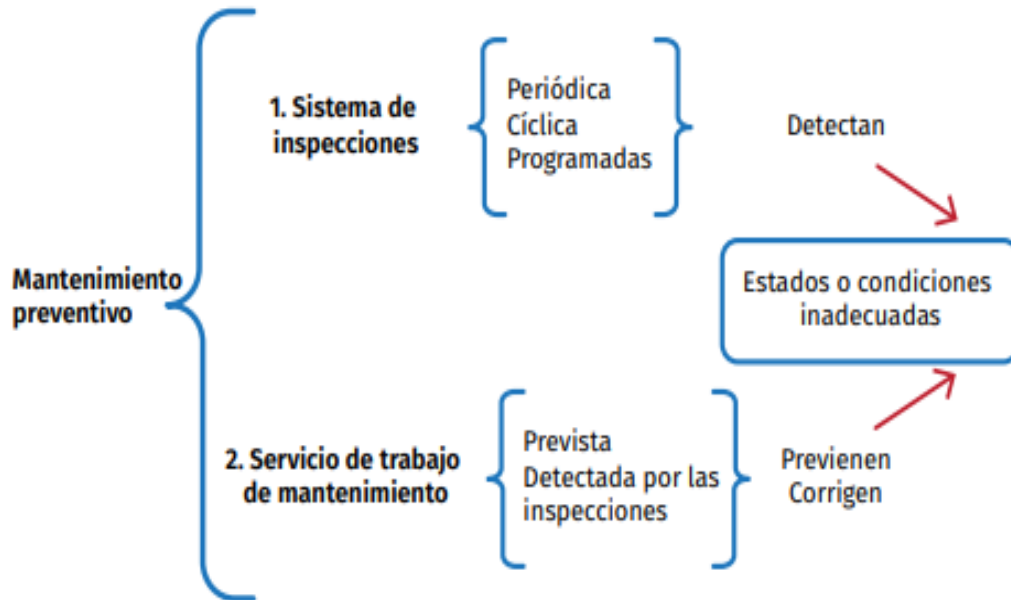 Mantenimiento
preventivo
1. Sistema de
inspecciones
Periódica
Cíclica
Programadas
Detectan
Estados o condiciones
inadecuadas
2. Servicio de trabajo
de mantenimiento
Prevista
Detectada por las
inspecciones
Previenen
Corrigen